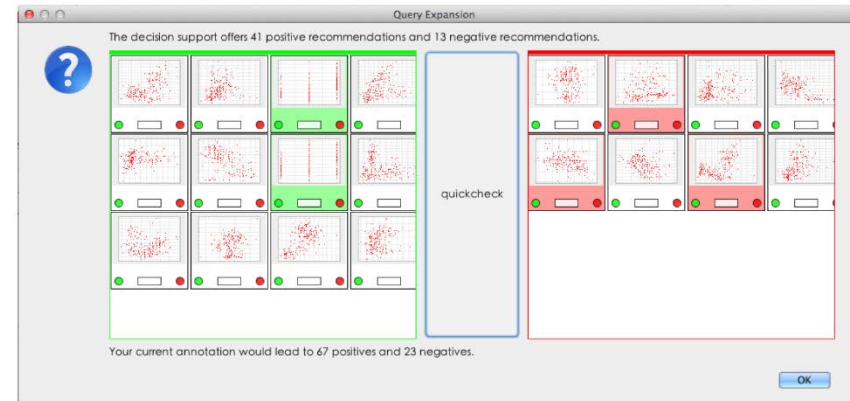 Query Expansion
The decision support offers 41 positive recommendations and 13 negative recommendations.
quickcheck
Your current annotation would lead to 67 positives and 23 negatives.
OK